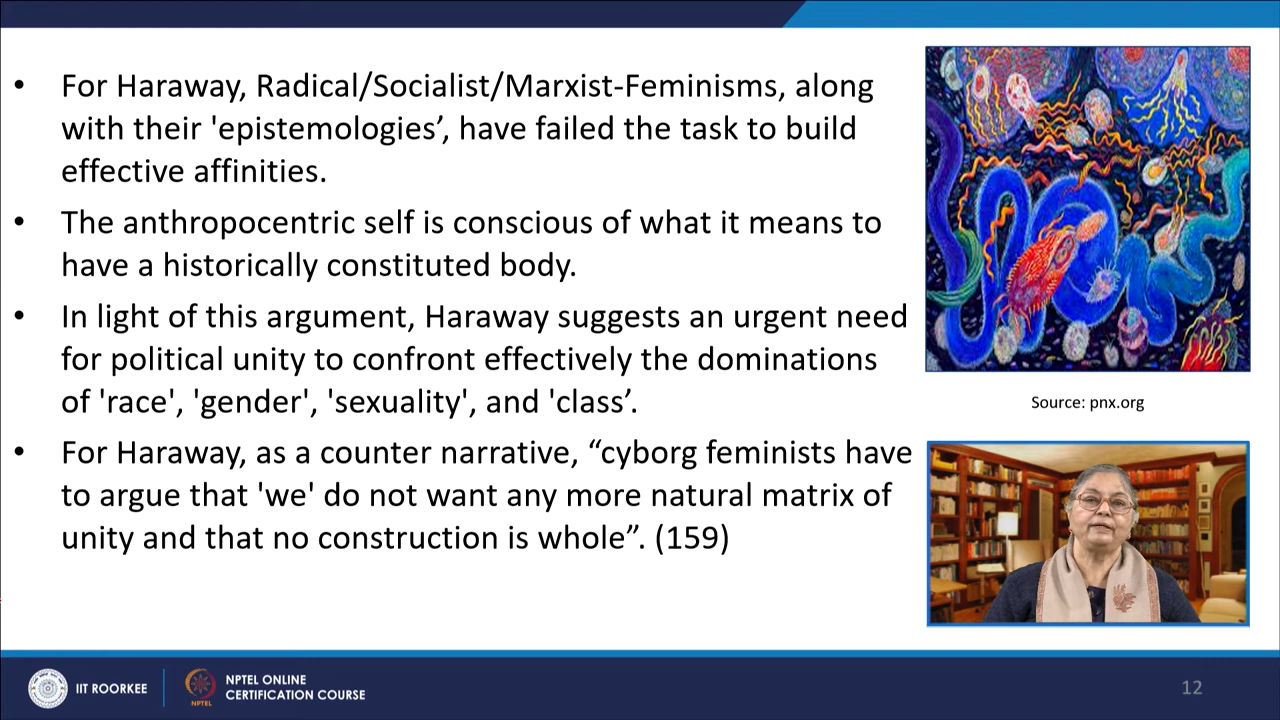 • For Haraway, Radical/Socialist/Marxist-Feminisms, along
with their 'epistemologies’, have failed the task to build
effective affinities.
• The anthropocentric self is conscious of what it means to
have a historically constituted body.
• In light of this argument, Haraway suggests an urgent need
for political unity to confront effectively the dominations
of 'race', 'gender', 'sexuality', and 'class’.
• For Haraway, as a counter narrative, “cyborg feminists have
to argue that 'we' do not want any more natural matrix of
unity and that no construction is whole”. (159)
Source: pnx.org
IIT ROORKEE
NPTEL
NPTEL ONLINE
CERTIFICATION COURSE
12